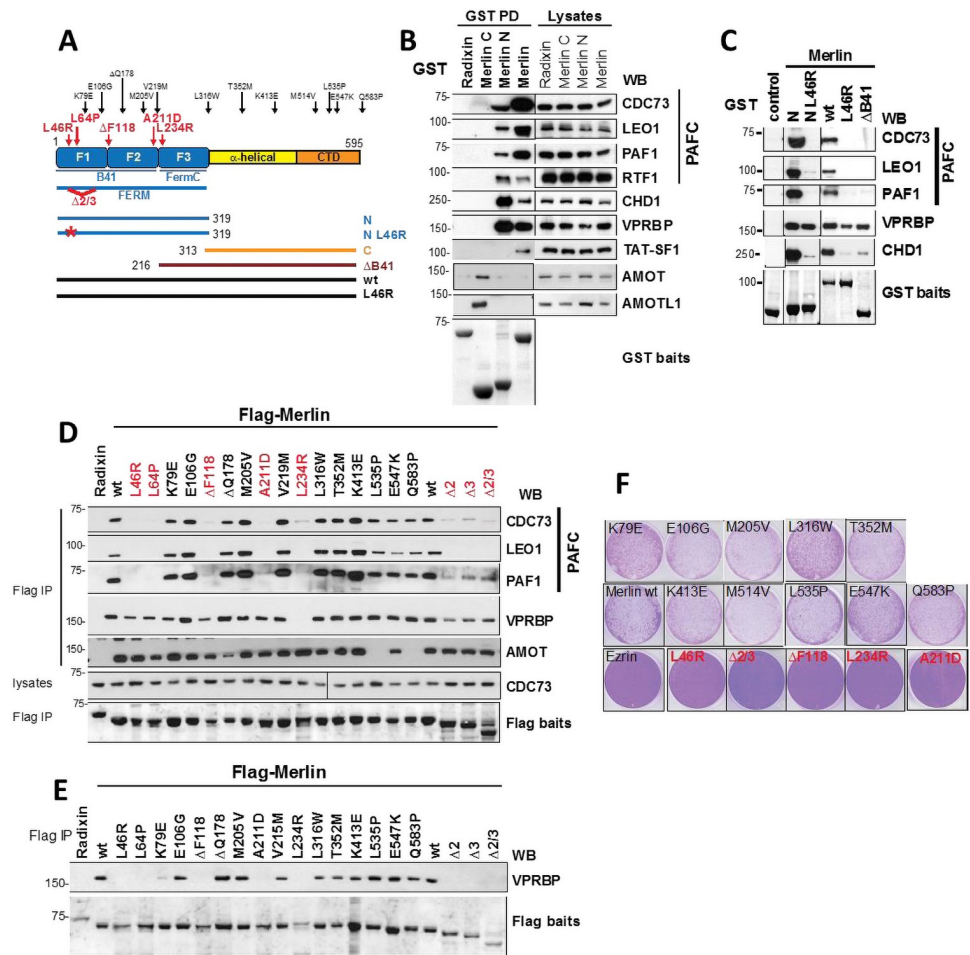 A
ΔQ178
E106G V219M L535P
K79E M205V L316W T352M K413E M514V E547K Q583P
L64P A211D
L46R ΔF118 L234R
1 595
F1 F2 F3 α-helical CTD
B41 FermC
FERM
Δ2/3
319 N
319 N L46R
313 C
216 ΔB41
wt
L46R
B
GST PD Lysates
GST Radixin Merlin C Merlin N Merlin Radixin Merlin C Merlin N Merlin WB
75- CDC73
100- LEO1
75- PAF1
75- RTF1
PAFC
250- CHD1
150- VPRBP
100- TAT-SF1
150- AMOT
75- AMOTL1
75-
GST baits
C
Merlin
GST control N N L46R wt L46R ΔB41 WB
75- CDC73
100- LEO1
75- PAF1
PAFC
150- VPRBP
250- CHD1
100- GST baits
D
Flag-Merlin
Radixin wt L46R L64P K79E E106G ΔF118 ΔQ178 M205V A211D V219M L234R L316W T352M K413E L535P E547K Q583P wt Δ2 Δ3 Δ2/3
WB
75- CDC73
100- LEO1
75- PAF1
PAFC
Flag IP
150- VPRBP
150- AMOT
lysates 75- CDC73
Flag IP 75- Flag baits
E
Flag-Merlin
Flag IP Radixin wt L46R L64P K79E E106G ΔF118 ΔQ178 M205V A211D V215M L234R L316W T352M K413E L535P E547K Q583P wt Δ2 Δ3 Δ2/3
WB
150- VPRBP
75- Flag baits
F
K79E E106G M205V L316W T352M
Merlin wt K413E M514V L535P E547K Q583P
Ezrin L46R Δ2/3 ΔF118 L234R A211D